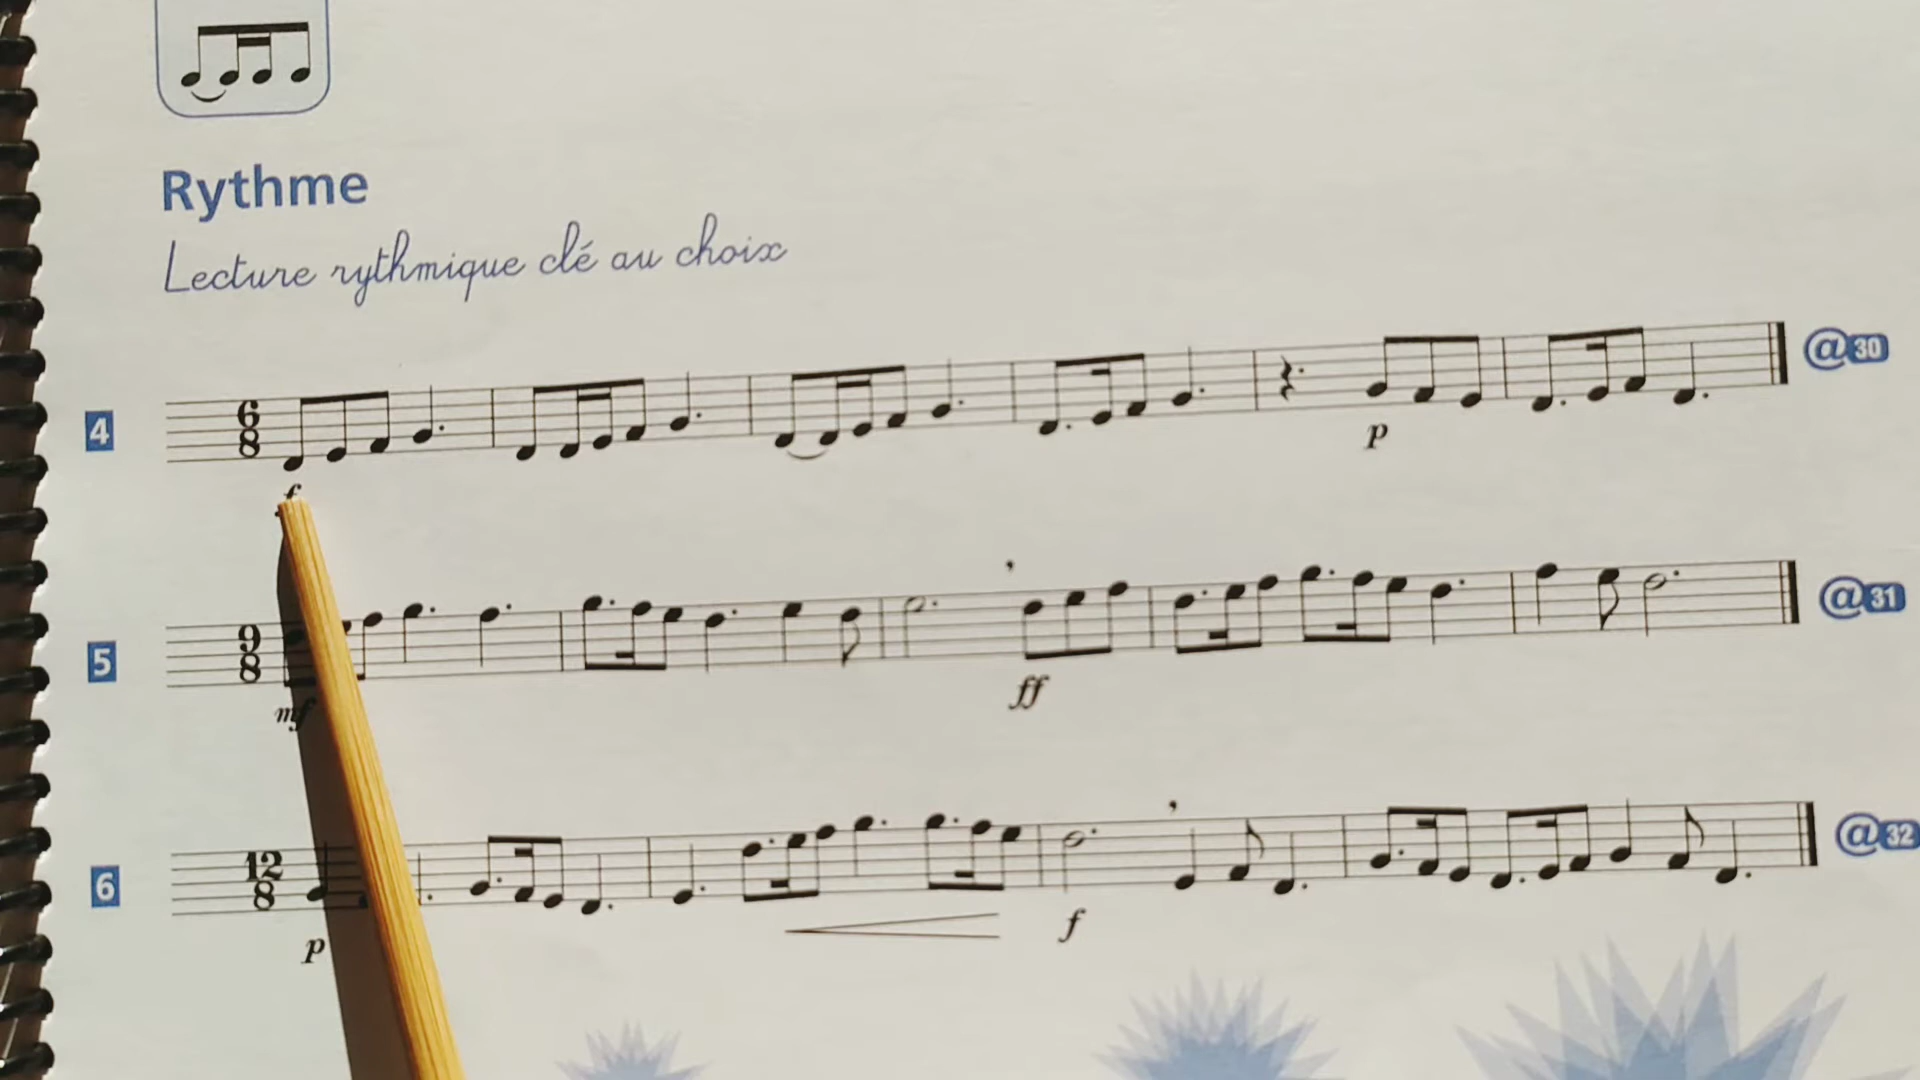 Rythme
Lecture rythmique clé au choix
4 6 8 @30
f p
5 9 8 @31
mf ff
6 12 8 @32
p f